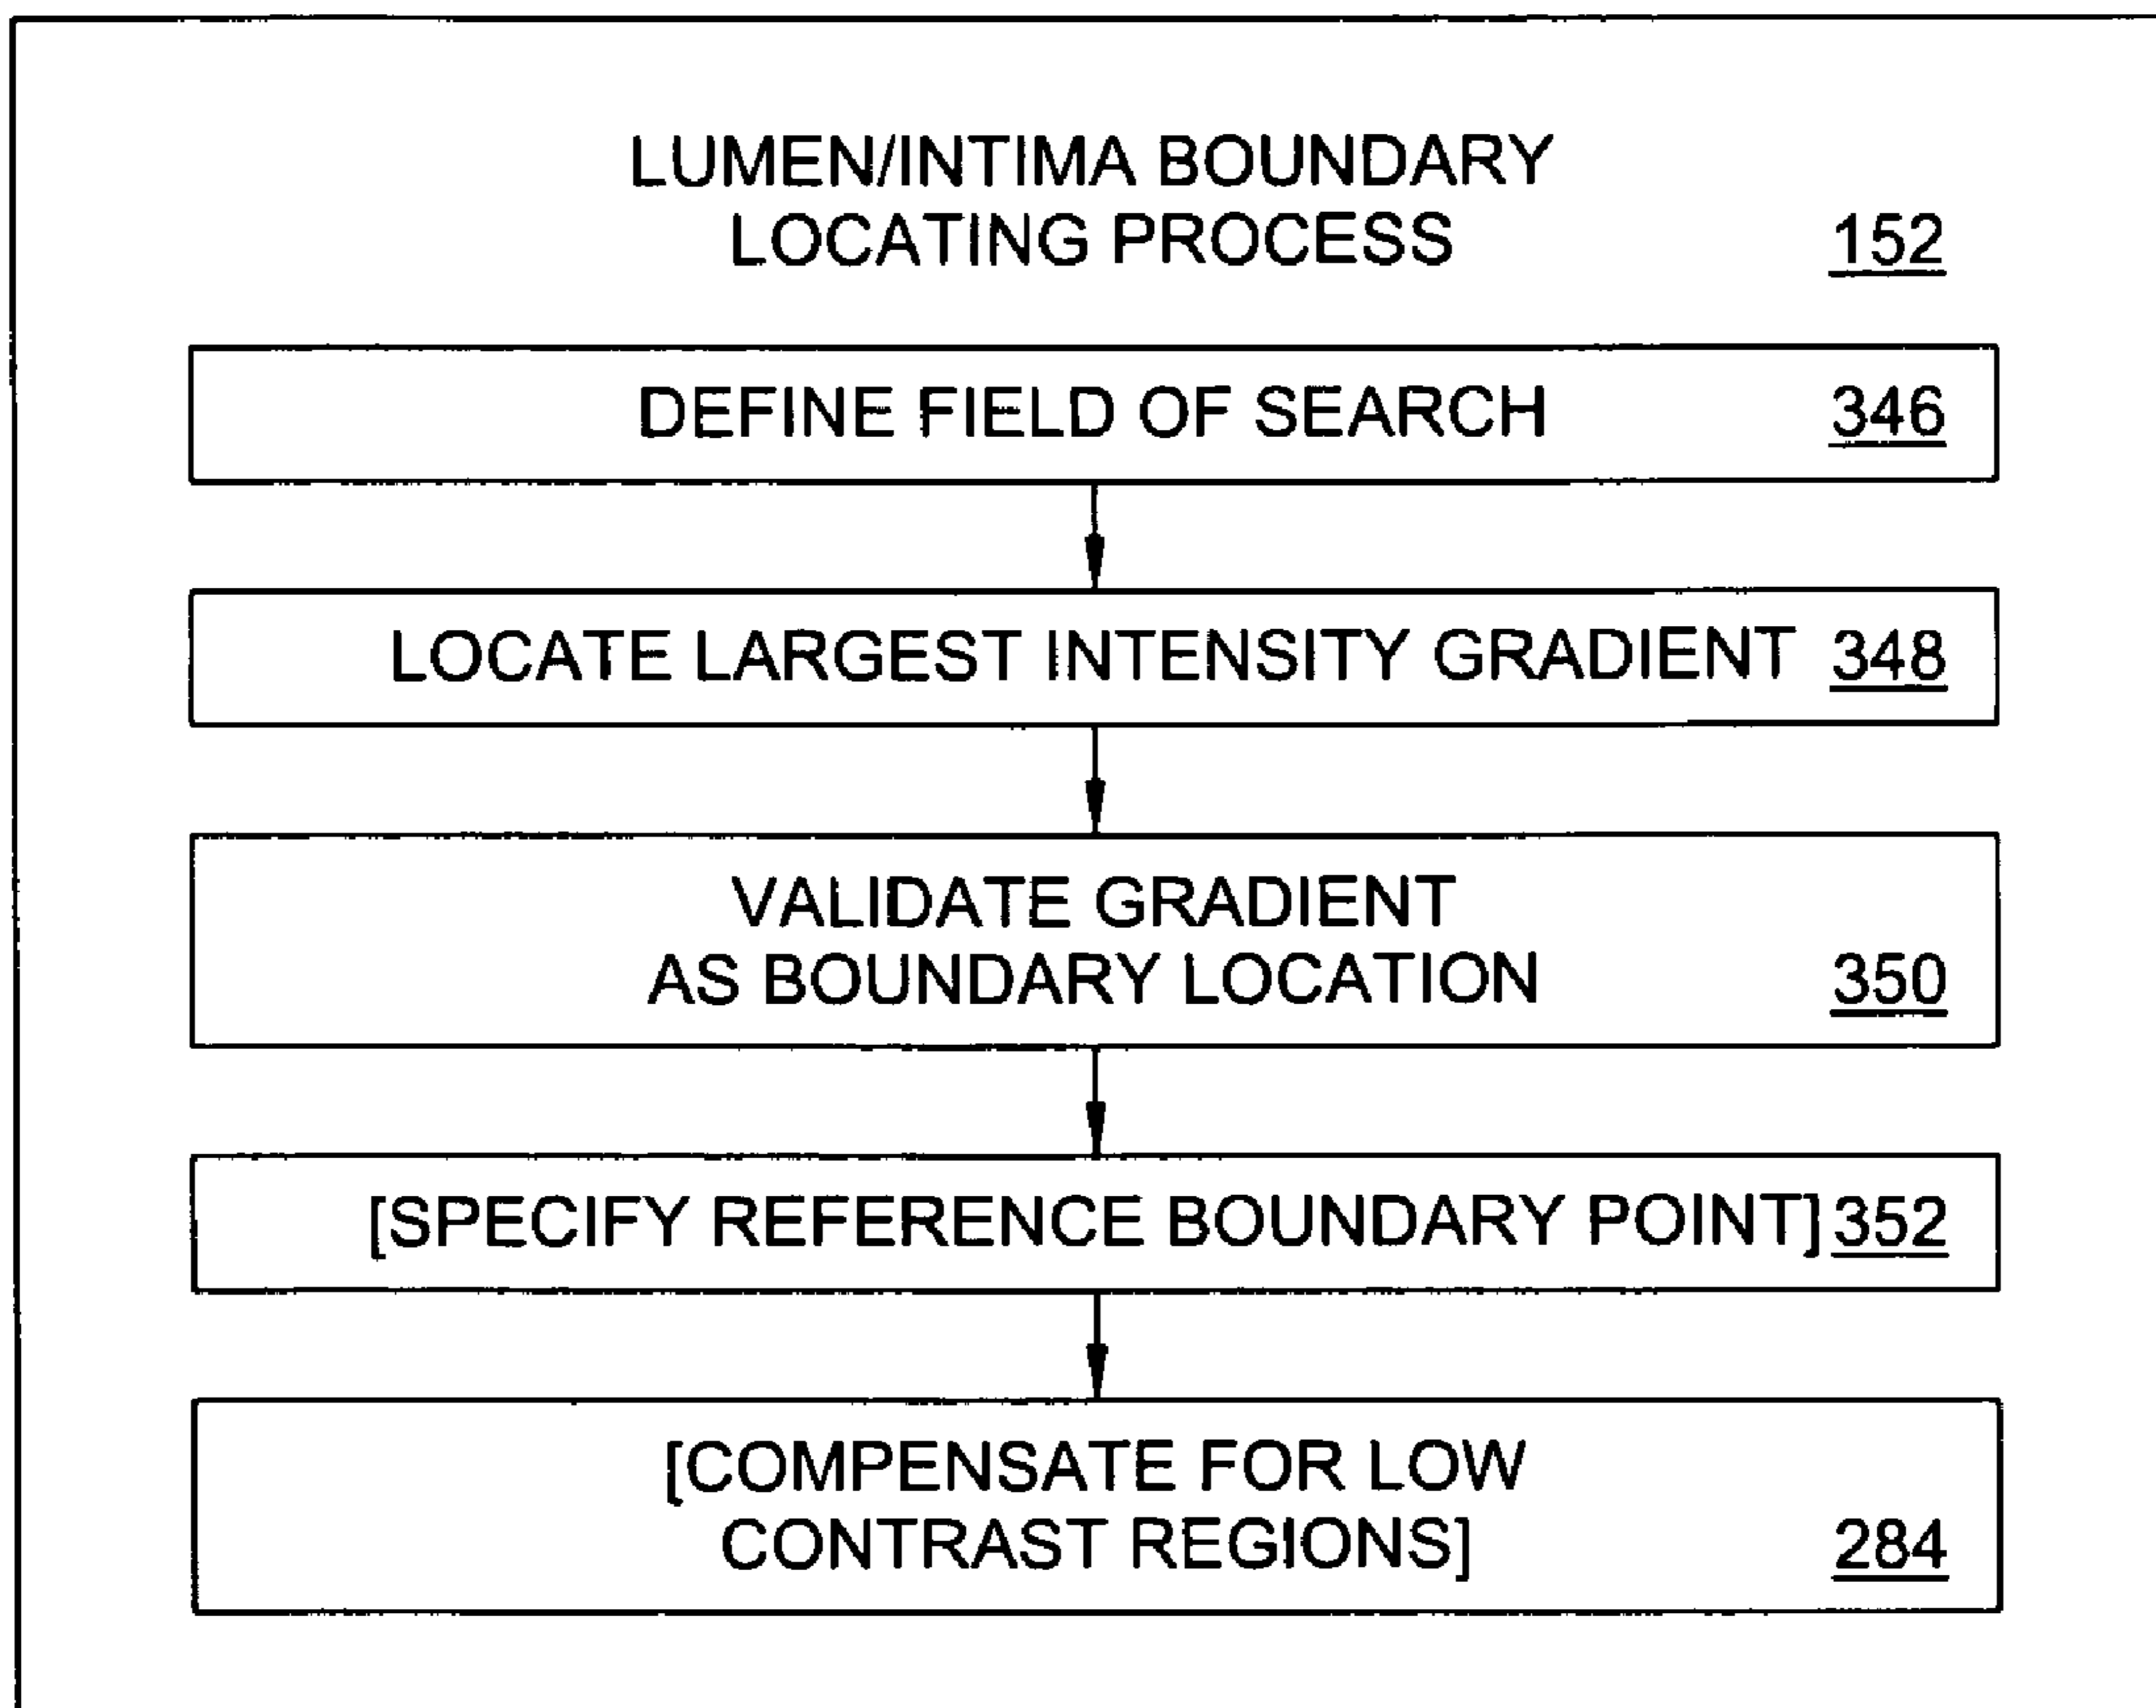 LUMEN/INTIMA BOUNDARY
LOCATING PROCESS 152
DEFINE FIELD OF SEARCH 346
LOCATE LARGEST INTENSITY GRADIENT 348
VALIDATE GRADIENT
AS BOUNDARY LOCATION 350
[SPECIFY REFERENCE BOUNDARY POINT] 352
[COMPENSATE FOR LOW
CONTRAST REGIONS] 284